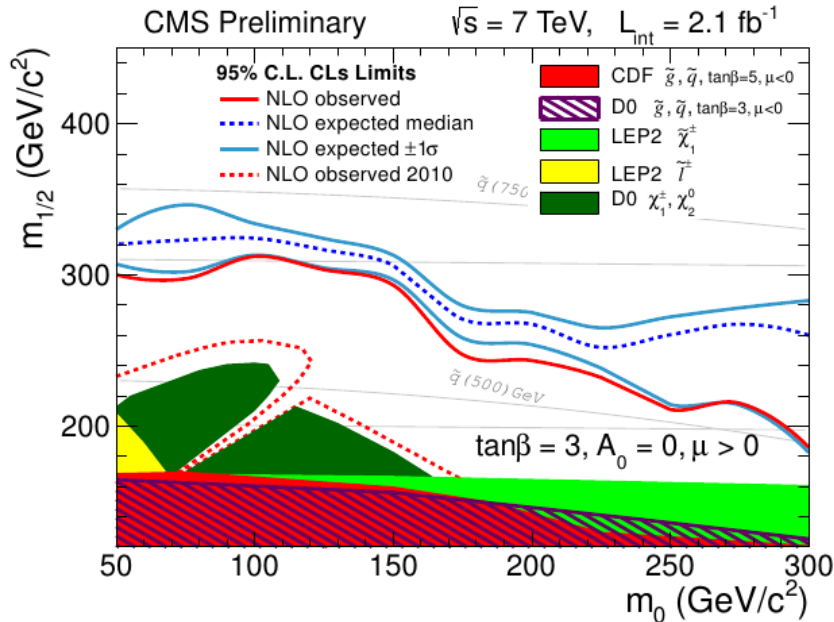 CMS Preliminary √s = 7 TeV, L_int = 2.1 fb⁻¹
95% C.L. CLs Limits
NLO observed
NLO expected median
NLO expected ±1σ
NLO observed 2010
CDF g̃, q̃, tanβ=5, μ<0
D0 g̃, q̃, tanβ=3, μ<0
LEP2 χ̃₁±
LEP2 l̃±
D0 χ₁±, χ₂⁰
m₁/₂ (GeV/c²)
400
300
200
q̃(750
q̃(500)GeV
tanβ = 3, A₀ = 0, μ > 0
50 100 150 200 250 300
m₀ (GeV/c²)